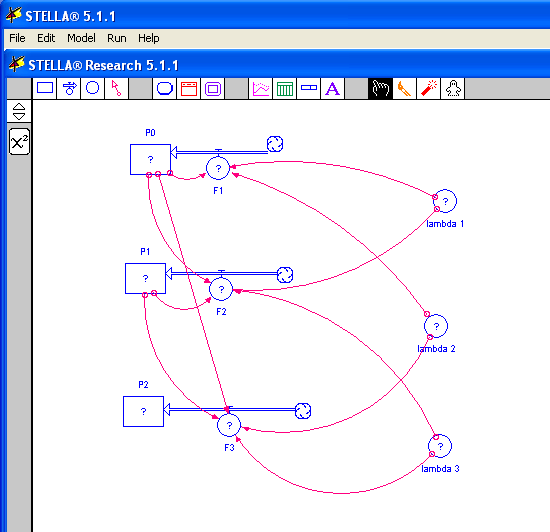 STELLA® 5.1.1
File Edit Model Run Help
STELLA® Research 5.1.1
A
X²
P0
?
?
F1
?
lambda 1
P1
?
?
F2
?
lambda 2
P2
?
?
F3
?
lambda 3